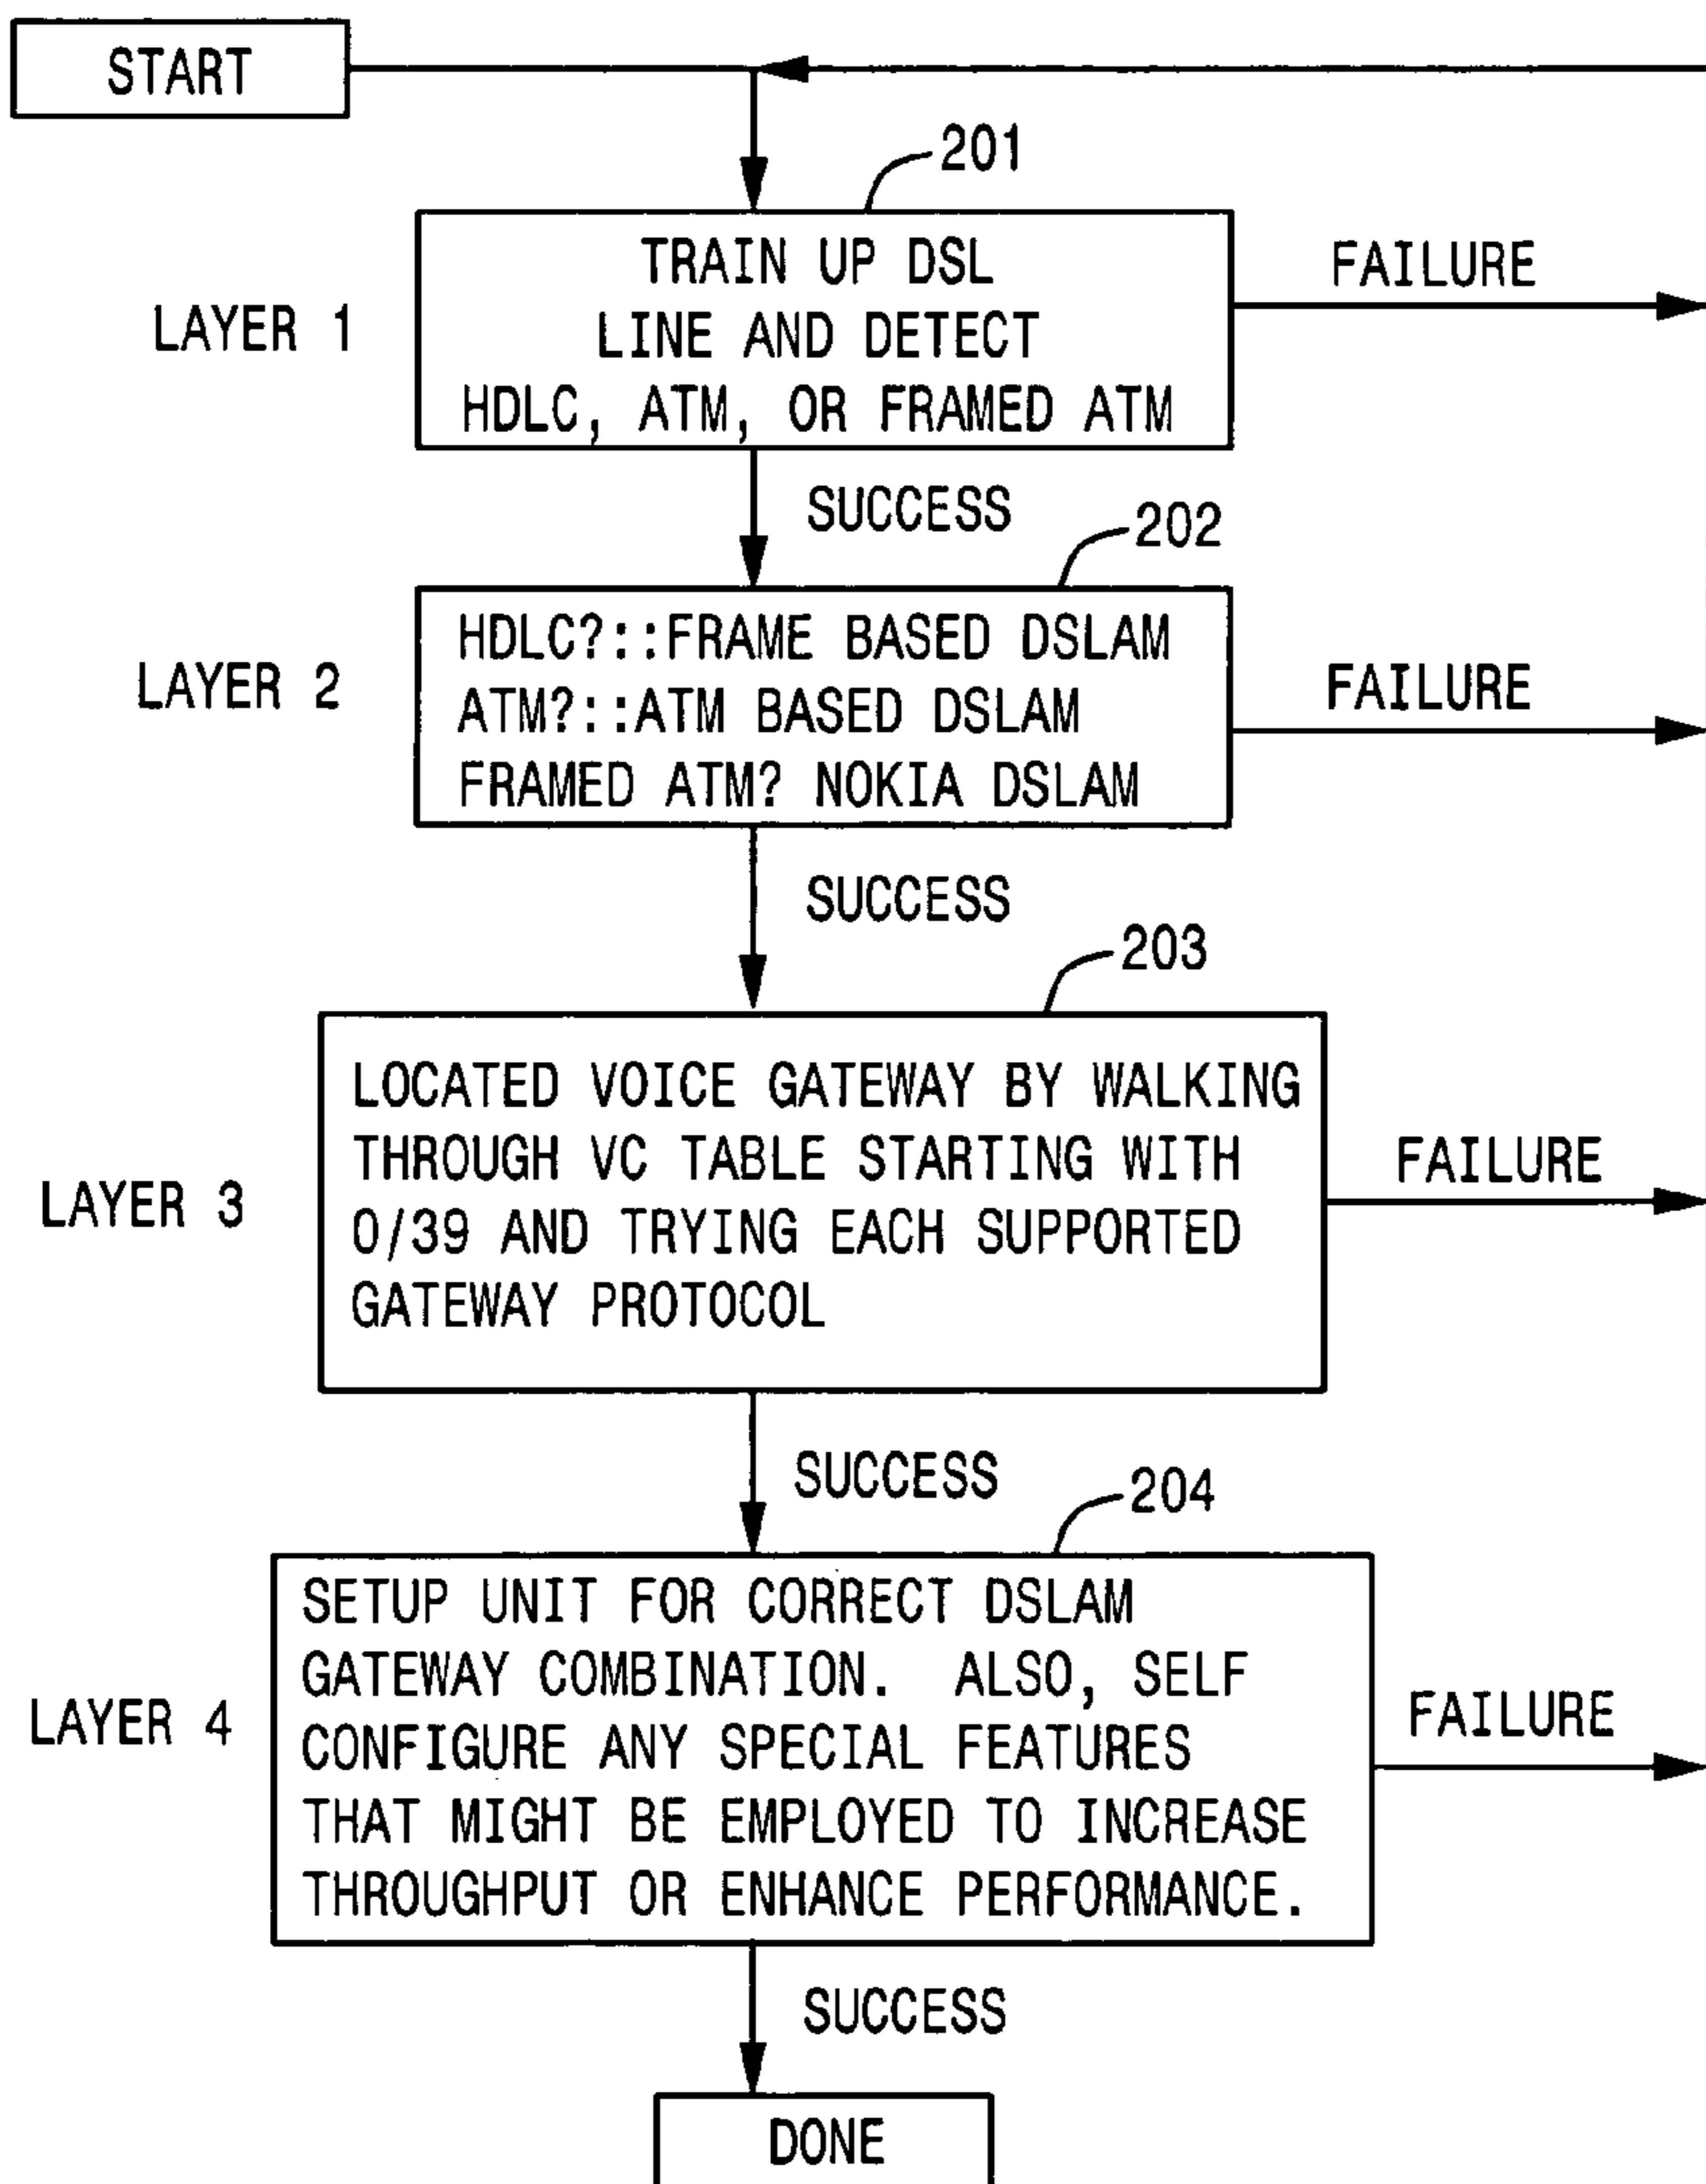 START
201
LAYER 1
TRAIN UP DSL
LINE AND DETECT
HDLC, ATM, OR FRAMED ATM
FAILURE
SUCCESS
202
LAYER 2
HDLC?::FRAME BASED DSLAM
ATM?::ATM BASED DSLAM
FRAMED ATM? NOKIA DSLAM
FAILURE
SUCCESS
203
LAYER 3
LOCATED VOICE GATEWAY BY WALKING
THROUGH VC TABLE STARTING WITH
0/39 AND TRYING EACH SUPPORTED
GATEWAY PROTOCOL
FAILURE
SUCCESS
204
LAYER 4
SETUP UNIT FOR CORRECT DSLAM
GATEWAY COMBINATION. ALSO, SELF
CONFIGURE ANY SPECIAL FEATURES
THAT MIGHT BE EMPLOYED TO INCREASE
THROUGHPUT OR ENHANCE PERFORMANCE.
FAILURE
SUCCESS
DONE